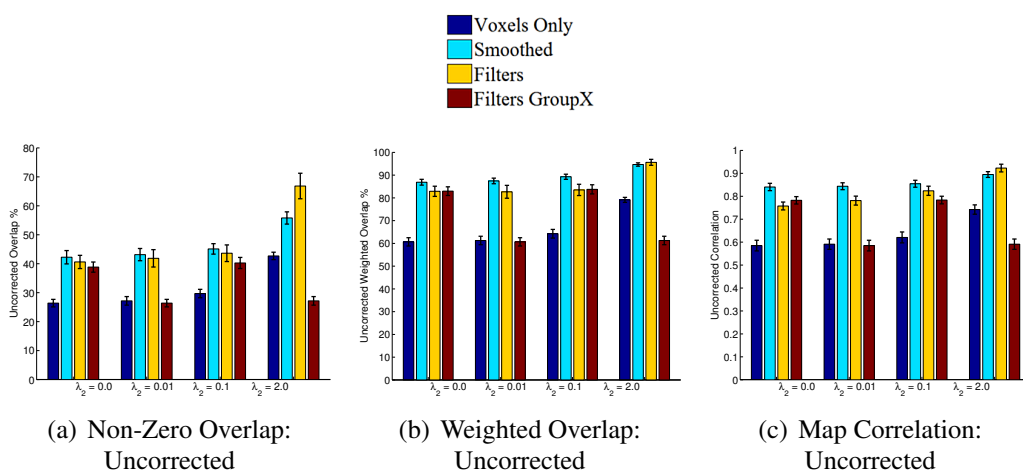 Voxels Only
Smoothed
Filters
Filters GroupX
Uncorrected Overlap %
80
70
60
50
40
30
20
10
0
λ2 = 0.0
λ2 = 0.01
λ2 = 0.1
λ2 = 2.0
(a) Non-Zero Overlap:
Uncorrected
Uncorrected Weighted Overlap %
100
90
80
70
60
50
40
30
20
10
0
λ2 = 0.0
λ2 = 0.01
λ2 = 0.1
λ2 = 2.0
(b) Weighted Overlap:
Uncorrected
Uncorrected Correlation
1
0.9
0.8
0.7
0.6
0.5
0.4
0.3
0.2
0.1
0
λ2 = 0.0
λ2 = 0.01
λ2 = 0.1
λ2 = 2.0
(c) Map Correlation:
Uncorrected